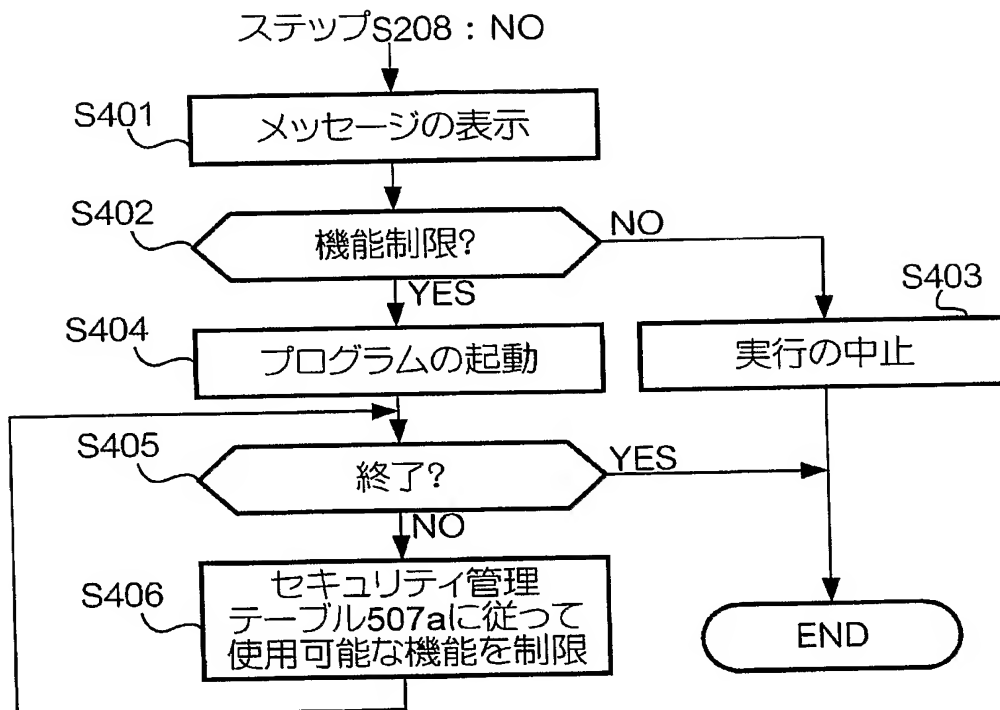 ステップS208：NO
S401
メッセージの表示
S402
機能制限?
NO
YES
S403
実行の中止
S404
プログラムの起動
S405
終了?
YES
NO
S406
セキュリティ管理
テーブル507aに従って
使用可能な機能を制限
END